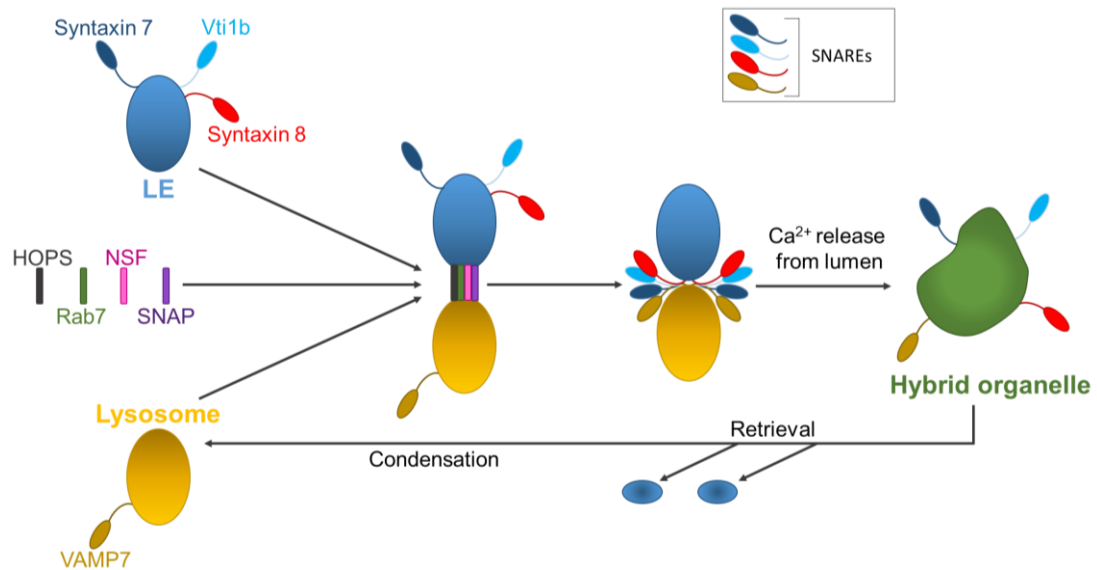 Syntaxin 7
Vti1b
SNAREs
Syntaxin 8
LE
HOPS
NSF
Rab7
SNAP
Ca²⁺ release
from lumen
Hybrid organelle
Lysosome
Retrieval
Condensation
VAMP7